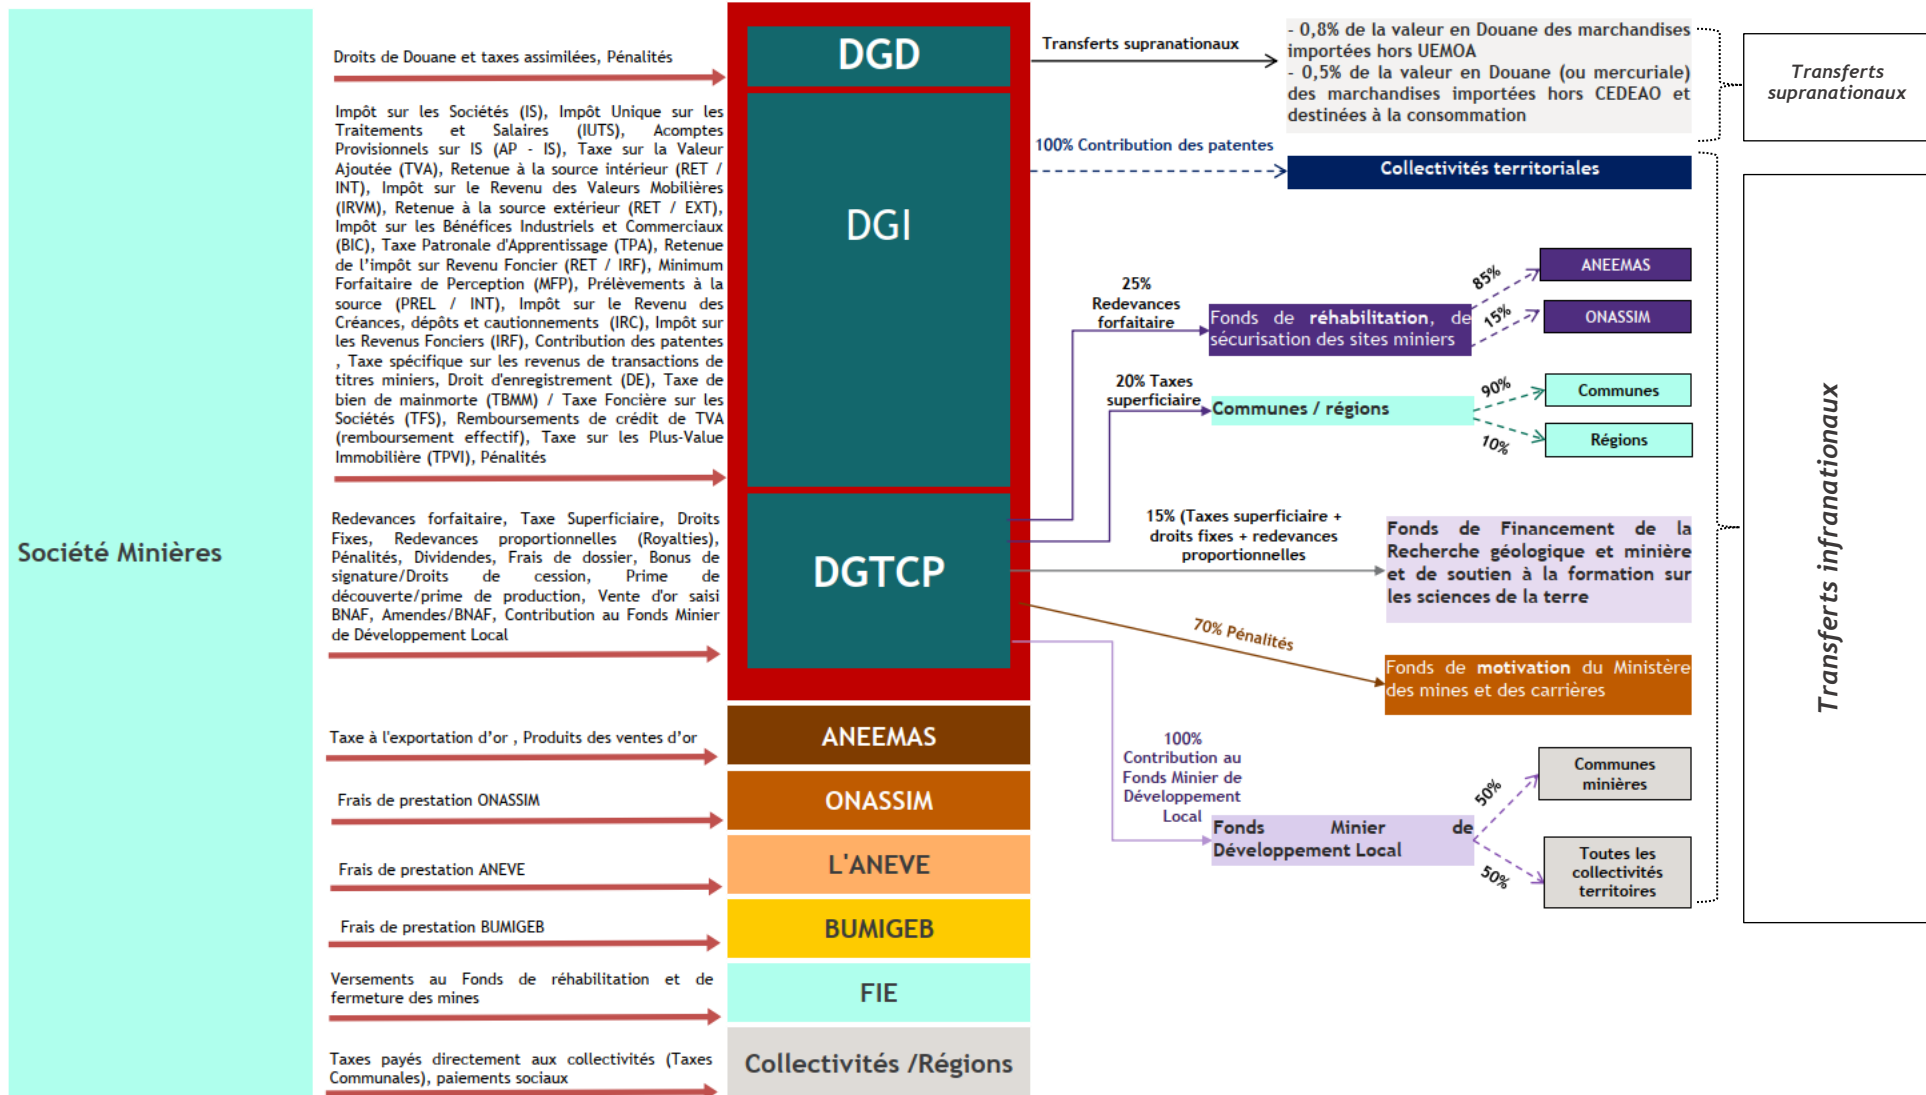 Société Minières
Droits de Douane et taxes assimilées, Pénalités
Impôt sur les Sociétés (IS), Impôt Unique sur les
Traitements et Salaires (IUTS), Acomptes
Provisionnels sur IS (AP - IS), Taxe sur la Valeur
Ajoutée (TVA), Retenue à la source intérieur (RET /
INT), Impôt sur le Revenu des Valeurs Mobilières
(IRVM), Retenue à la source extérieur (RET / EXT),
Impôt sur les Bénéfices Industriels et Commerciaux
(BIC), Taxe Patronale d'Apprentissage (TPA), Retenue
de l'impôt sur Revenu Foncier (RET / IRF), Minimum
Forfaitaire de Perception (MFP), Prélèvements à la
source (PREL / INT), Impôt sur le Revenu des
Créances, dépôts et cautionnements (IRC), Impôt sur
les Revenus Fonciers (IRF), Contribution des patentes
, Taxe spécifique sur les revenus de transactions de
titres miniers, Droit d'enregistrement (DE), Taxe de
bien de mainmorte (TBMM) / Taxe Foncière sur les
Sociétés (TFS), Remboursements de crédit de TVA
(remboursement effectif), Taxe sur les Plus-Value
Immobilière (TPVI), Pénalités
Redevances forfaitaire, Taxe Superficiaire, Droits
Fixes, Redevances proportionnelles (Royalties),
Pénalités, Dividendes, Frais de dossier, Bonus de
signature/Droits de cession, Prime de
découverte/prime de production, Vente d'or saisi
BNAF, Amendes/BNAF, Contribution au Fonds Minier
de Développement Local
Taxe à l'exportation d'or , Produits des ventes d'or
Frais de prestation ONASSIM
Frais de prestation ANEVE
Frais de prestation BUMIGEB
Versements au Fonds de réhabilitation et de
fermeture des mines
Taxes payés directement aux collectivités (Taxes
Communales), paiements sociaux
DGD
DGI
DGTCP
ANEEMAS
ONASSIM
L'ANEVE
BUMIGEB
FIE
Collectivités /Régions
Transferts supranationaux
- 0,8% de la valeur en Douane des marchandises
importées hors UEMOA
- 0,5% de la valeur en Douane (ou mercuriale)
des marchandises importées hors CEDEAO et
destinées à la consommation
100% Contribution des patentes
Collectivités territoriales
25%
Redevances
forfaitaire
Fonds de réhabilitation, de
sécurisation des sites miniers
85%
ANEEMAS
15%
ONASSIM
20% Taxes
superficiaire
Communes / régions
90%
Communes
10%
Régions
15% (Taxes superficiaire +
droits fixes + redevances
proportionnelles
Fonds de Financement de la
Recherche géologique et minière
et de soutien à la formation sur
les sciences de la terre
70% Pénalités
Fonds de motivation du Ministère
des mines et des carrières
100%
Contribution au
Fonds Minier de
Développement
Local
Fonds Minier de
Développement Local
50%
Communes
minières
50%
Toutes les
collectivités
territoires
Transferts
supranationaux
Transferts infranationaux